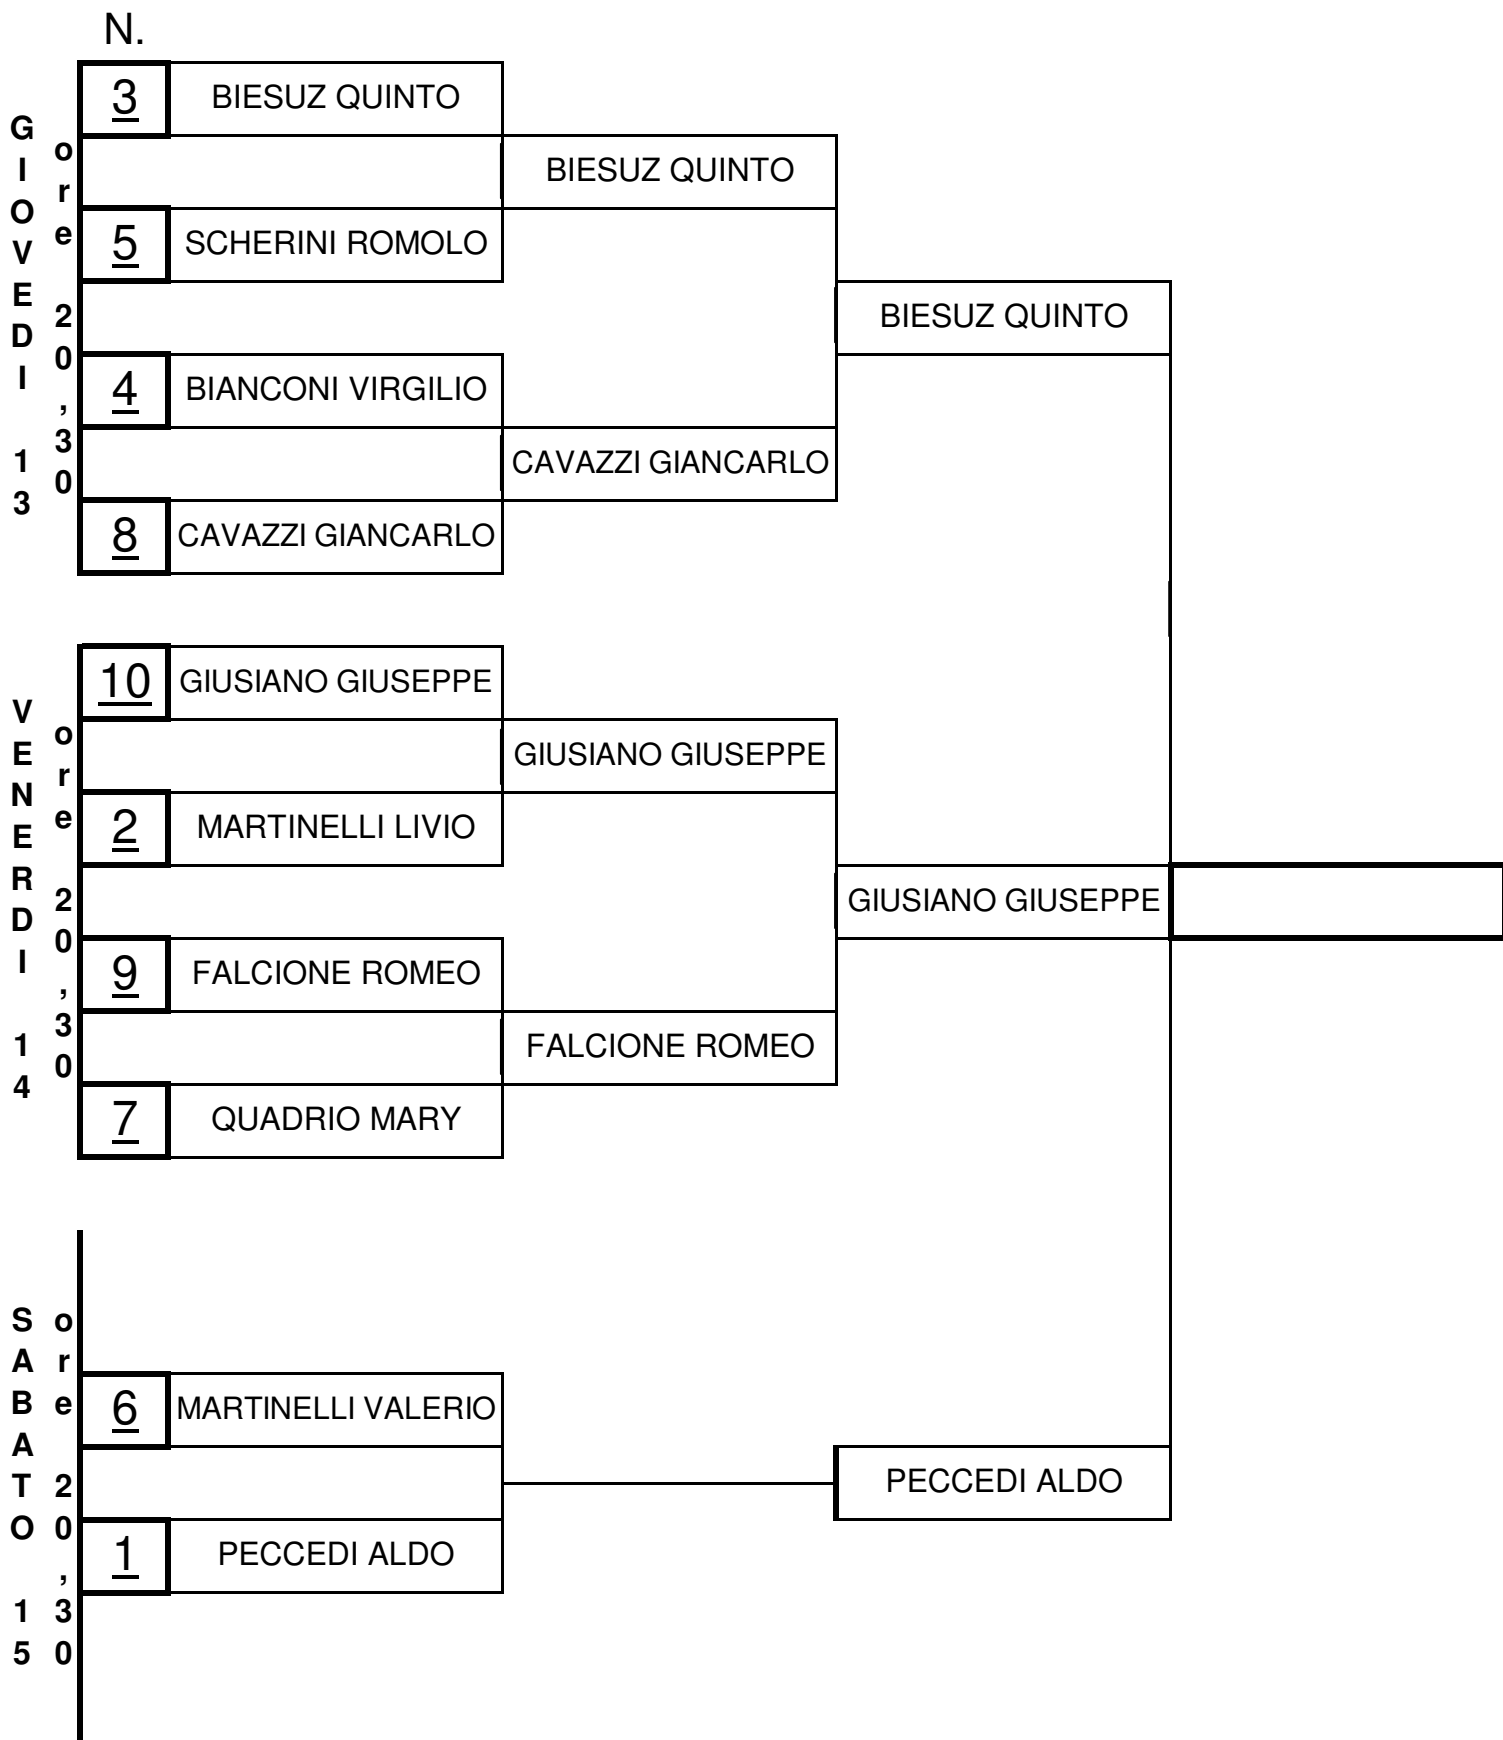 N.
GIOVEDI 13
ore 20,30
3 BIESUZ QUINTO
BIESUZ QUINTO
5 SCHERINI ROMOLO
BIESUZ QUINTO
4 BIANCONI VIRGILIO
CAVAZZI GIANCARLO
8 CAVAZZI GIANCARLO
VENERDI 14
ore 20,30
10 GIUSIANO GIUSEPPE
GIUSIANO GIUSEPPE
2 MARTINELLI LIVIO
GIUSIANO GIUSEPPE
9 FALCIONE ROMEO
FALCIONE ROMEO
7 QUADRIO MARY
SABATO 15
ore 20,30
6 MARTINELLI VALERIO
PECCEDI ALDO
1 PECCEDI ALDO